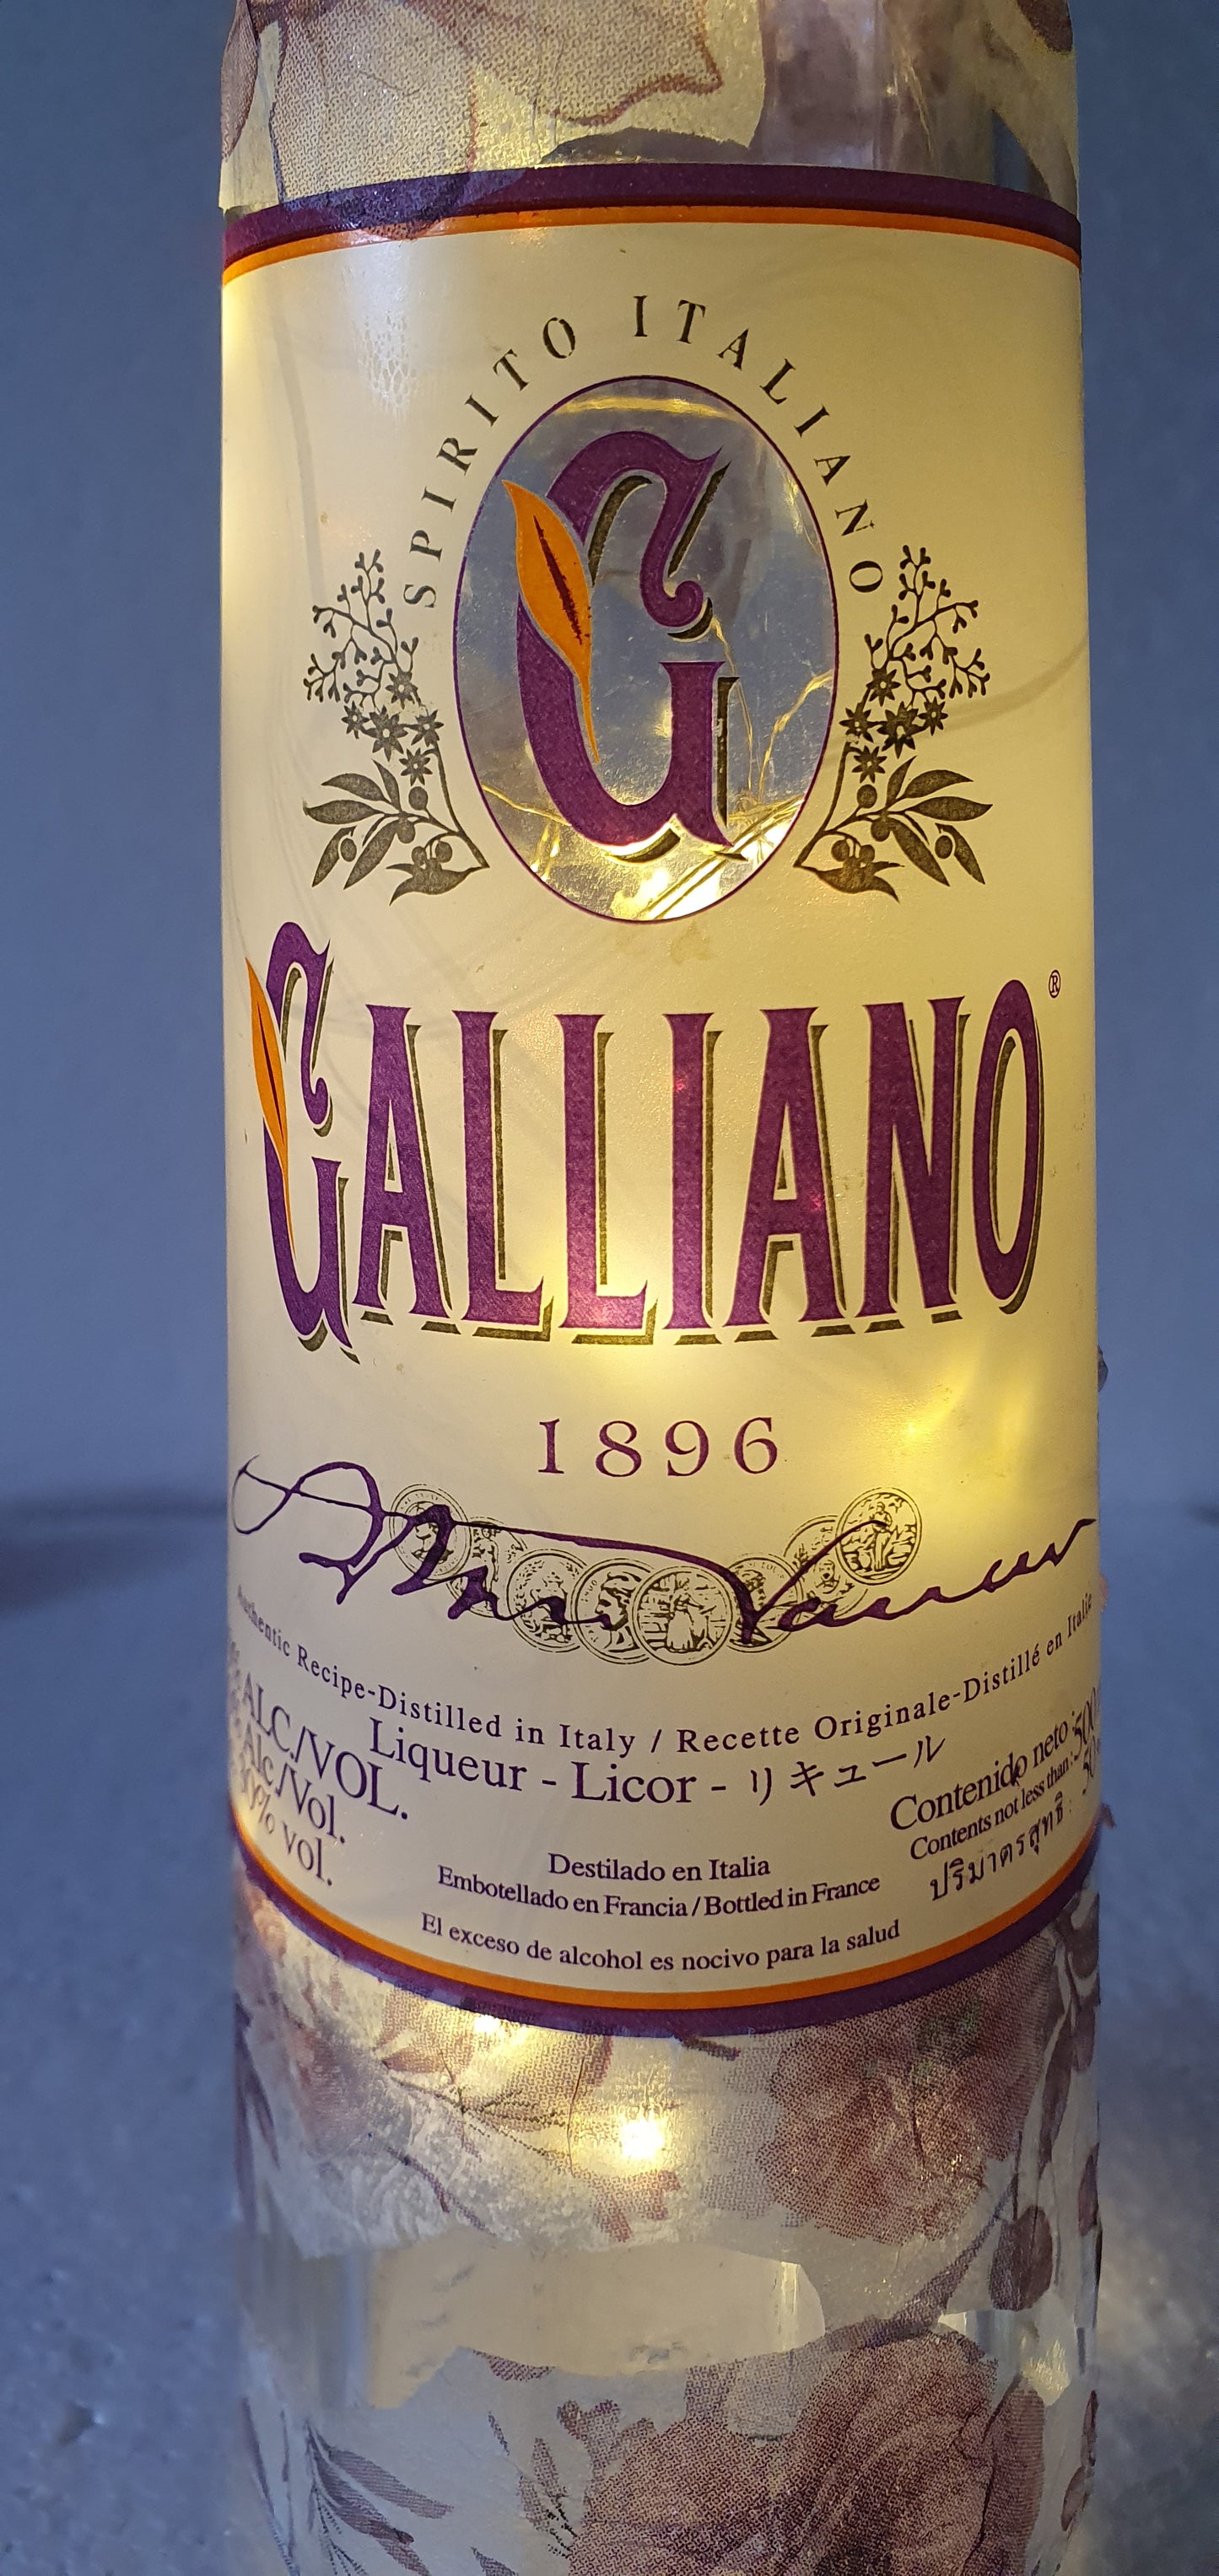 SPIRITO ITALIANO
G
GALLIANO®
1896
Authentic Recipe-Distilled in Italy / Recette Originale-Distillé en Italie
Liqueur - Licor - リキュール
ALC./VOL.
Alc./Vol.
vol.
Contenido neto:
Contents not less than:
ปริมาตรสุทธิ:
Destilado en Italia
Embotellado en Francia / Bottled in France
El exceso de alcohol es nocivo para la salud